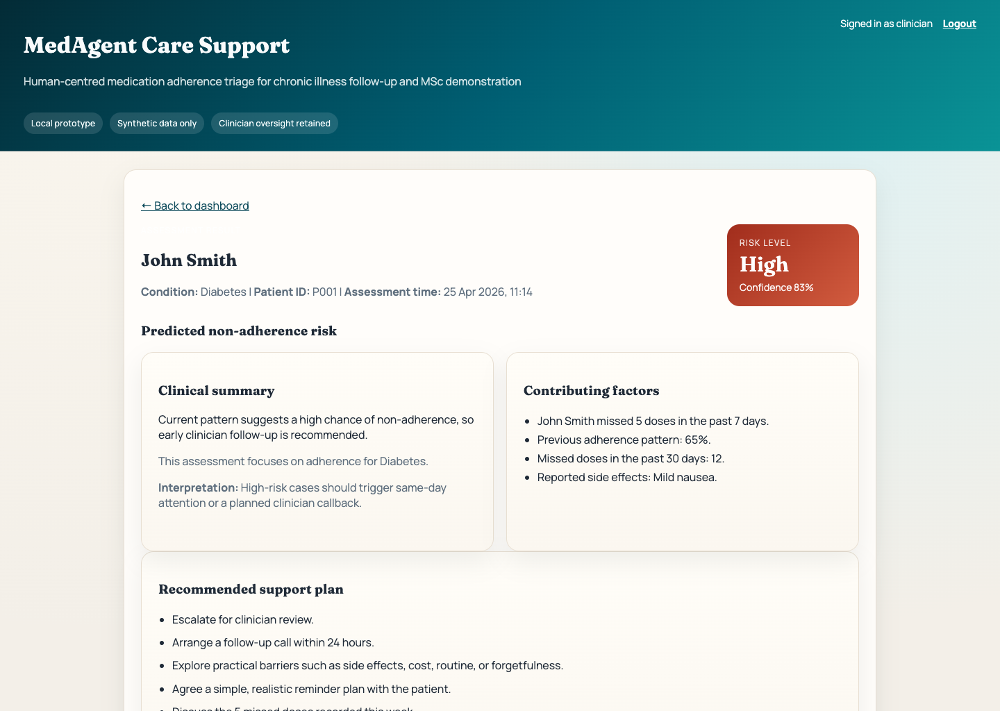 Signed in as clinician Logout
MedAgent Care Support
Human-centred medication adherence triage for chronic illness follow-up and MSc demonstration
Local prototype Synthetic data only Clinician oversight retained
← Back to dashboard
RISK LEVEL
High
Confidence 83%
John Smith
Condition: Diabetes | Patient ID: P001 | Assessment time: 25 Apr 2026, 11:14
Predicted non-adherence risk
Clinical summary
Current pattern suggests a high chance of non-adherence, so
early clinician follow-up is recommended.
This assessment focuses on adherence for Diabetes.
Interpretation: High-risk cases should trigger same-day
attention or a planned clinician callback.
Contributing factors
• John Smith missed 5 doses in the past 7 days.
• Previous adherence pattern: 65%.
• Missed doses in the past 30 days: 12.
• Reported side effects: Mild nausea.
Recommended support plan
• Escalate for clinician review.
• Arrange a follow-up call within 24 hours.
• Explore practical barriers such as side effects, cost, routine, or forgetfulness.
• Agree a simple, realistic reminder plan with the patient.
• Discuss the 5 missed doses recorded this week.